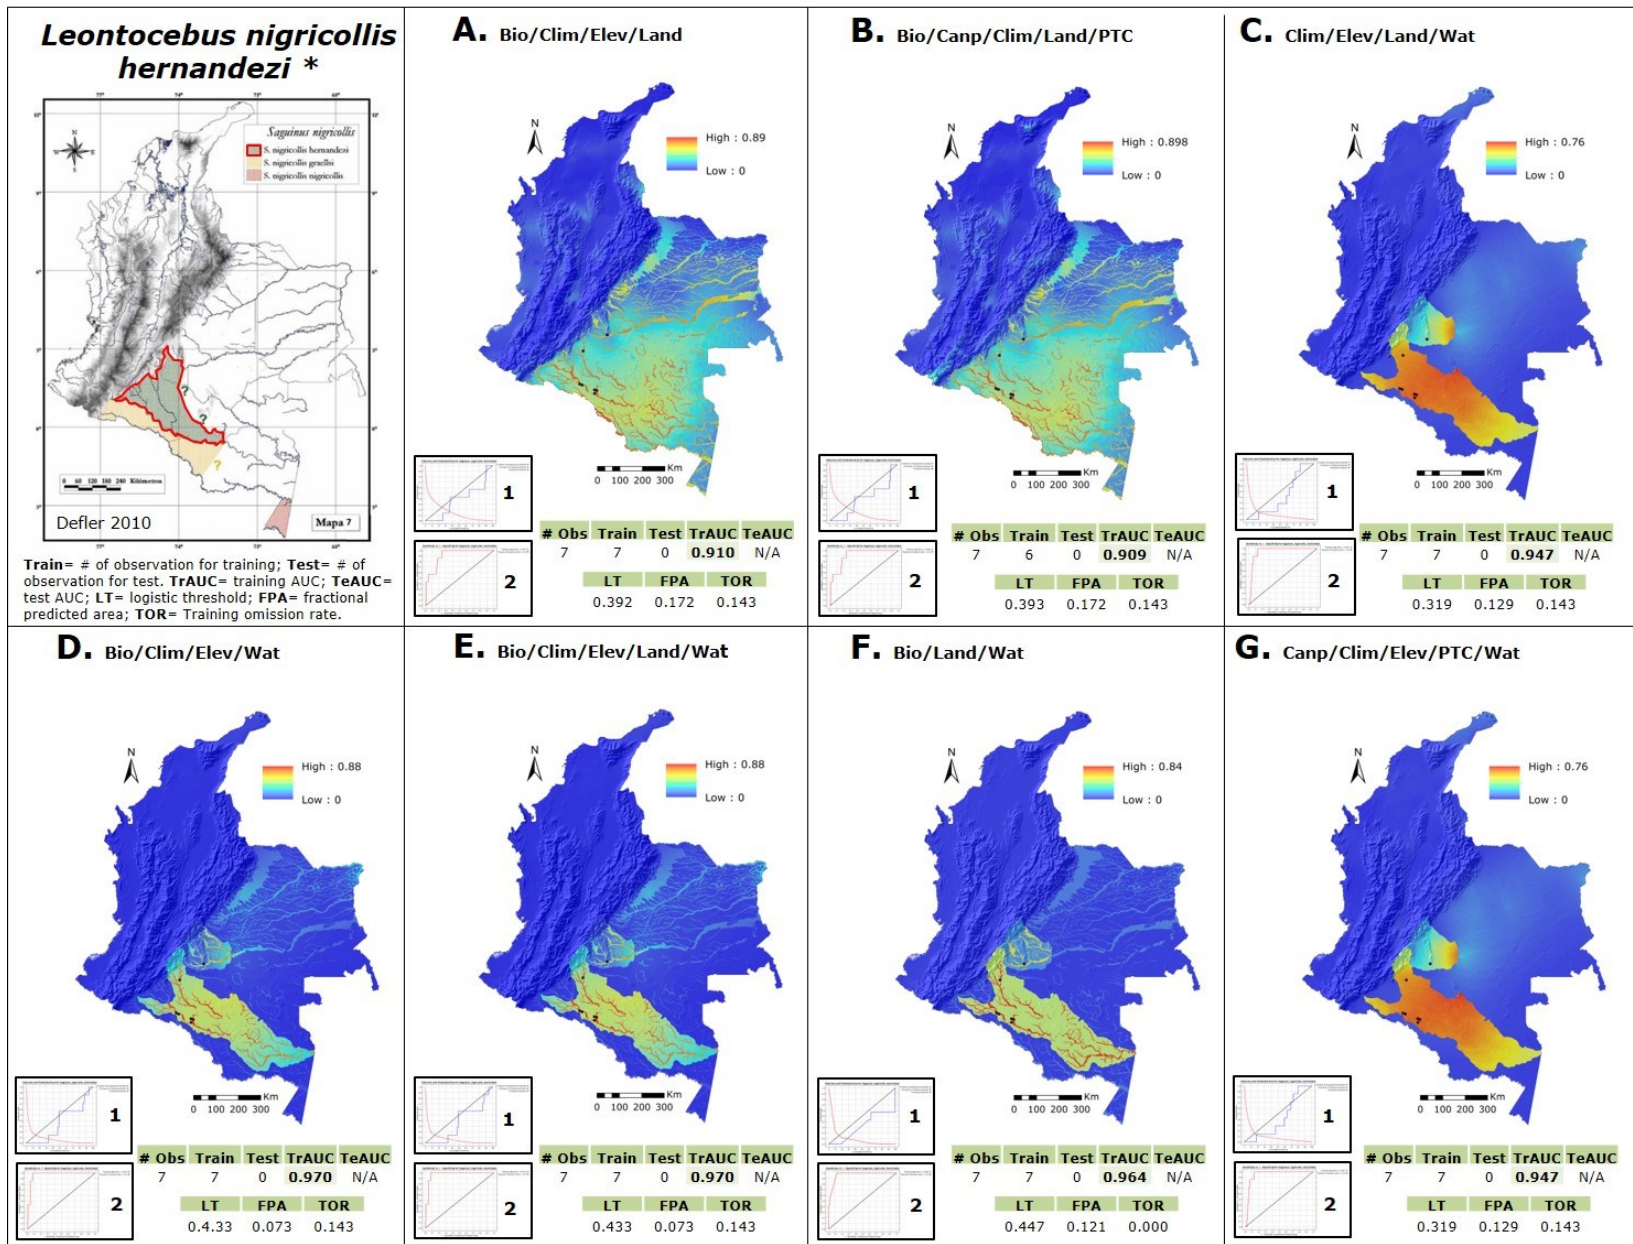 Leontocebus nigricollis
hernandezi *
Saguinus nigricollis
S. nigricollis hernandezi
S. nigricollis graellsi
S. nigricollis nigricollis
N
?
?
?
0 60 120 180 240 Kilómetros
Defler 2010
Mapa 7
Train= # of observation for training; Test= # of
observation for test. TrAUC= training AUC; TeAUC=
test AUC; LT= logistic threshold; FPA= fractional
predicted area; TOR= Training omission rate.
A. Bio/Clim/Elev/Land
N
High : 0.89
Low : 0
Km
0 100 200 300
1
2
# Obs Train Test TrAUC TeAUC
7 7 0 0.910 N/A
LT FPA TOR
0.392 0.172 0.143
B. Bio/Canp/Clim/Land/PTC
N
High : 0.898
Low : 0
Km
0 100 200 300
1
2
# Obs Train Test TrAUC TeAUC
7 6 0 0.909 N/A
LT FPA TOR
0.393 0.172 0.143
C. Clim/Elev/Land/Wat
N
High : 0.76
Low : 0
Km
0 100 200 300
1
2
# Obs Train Test TrAUC TeAUC
7 7 0 0.947 N/A
LT FPA TOR
0.319 0.129 0.143
D. Bio/Clim/Elev/Wat
N
High : 0.88
Low : 0
Km
0 100 200 300
1
2
# Obs Train Test TrAUC TeAUC
7 7 0 0.970 N/A
LT FPA TOR
0.4.33 0.073 0.143
E. Bio/Clim/Elev/Land/Wat
N
High : 0.88
Low : 0
Km
0 100 200 300
1
2
# Obs Train Test TrAUC TeAUC
7 7 0 0.970 N/A
LT FPA TOR
0.433 0.073 0.143
F. Bio/Land/Wat
N
High : 0.84
Low : 0
Km
0 100 200 300
1
2
# Obs Train Test TrAUC TeAUC
7 7 0 0.964 N/A
LT FPA TOR
0.447 0.121 0.000
G. Canp/Clim/Elev/PTC/Wat
N
High : 0.76
Low : 0
Km
0 100 200 300
1
2
# Obs Train Test TrAUC TeAUC
7 7 0 0.947 N/A
LT FPA TOR
0.319 0.129 0.143